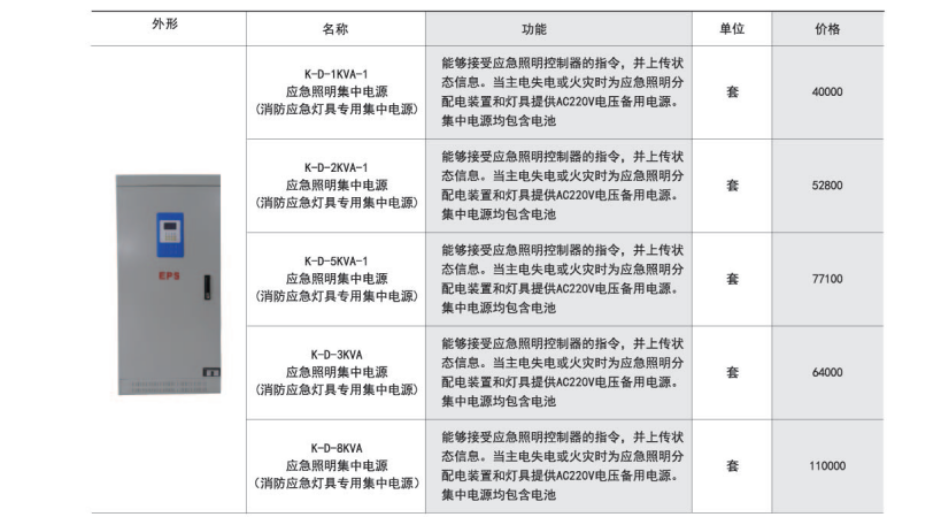 外形
名称
功能
单位
价格
K-D-1KVA-1
应急照明集中电源
(消防应急灯具专用集中电源)
能够接受应急照明控制器的指令，并上传状
态信息。当主电失电或火灾时为应急照明分
配电装置和灯具提供AC220V电压备用电源。
集中电源均包含电池
套
40000
K-D-2KVA-1
应急照明集中电源
(消防应急灯具专用集中电源)
能够接受应急照明控制器的指令，并上传状
态信息。当主电失电或火灾时为应急照明分
配电装置和灯具提供AC220V电压备用电源。
集中电源均包含电池
套
52800
EPS
K-D-5KVA-1
应急照明集中电源
(消防应急灯具专用集中电源)
能够接受应急照明控制器的指令，并上传状
态信息。当主电失电或火灾时为应急照明分
配电装置和灯具提供AC220V电压备用电源。
集中电源均包含电池
套
77100
K-D-3KVA
应急照明集中电源
(消防应急灯具专用集中电源)
能够接受应急照明控制器的指令，并上传状
态信息。当主电失电或火灾时为应急照明分
配电装置和灯具提供AC220V电压备用电源。
集中电源均包含电池
套
64000
K-D-8KVA
应急照明集中电源
（消防应急灯具专用集中电源）
能够接受应急照明控制器的指令，并上传状
态信息。当主电失电或火灾时为应急照明分
配电装置和灯具提供AC220V电压备用电源。
集中电源均包含电池
套
110000